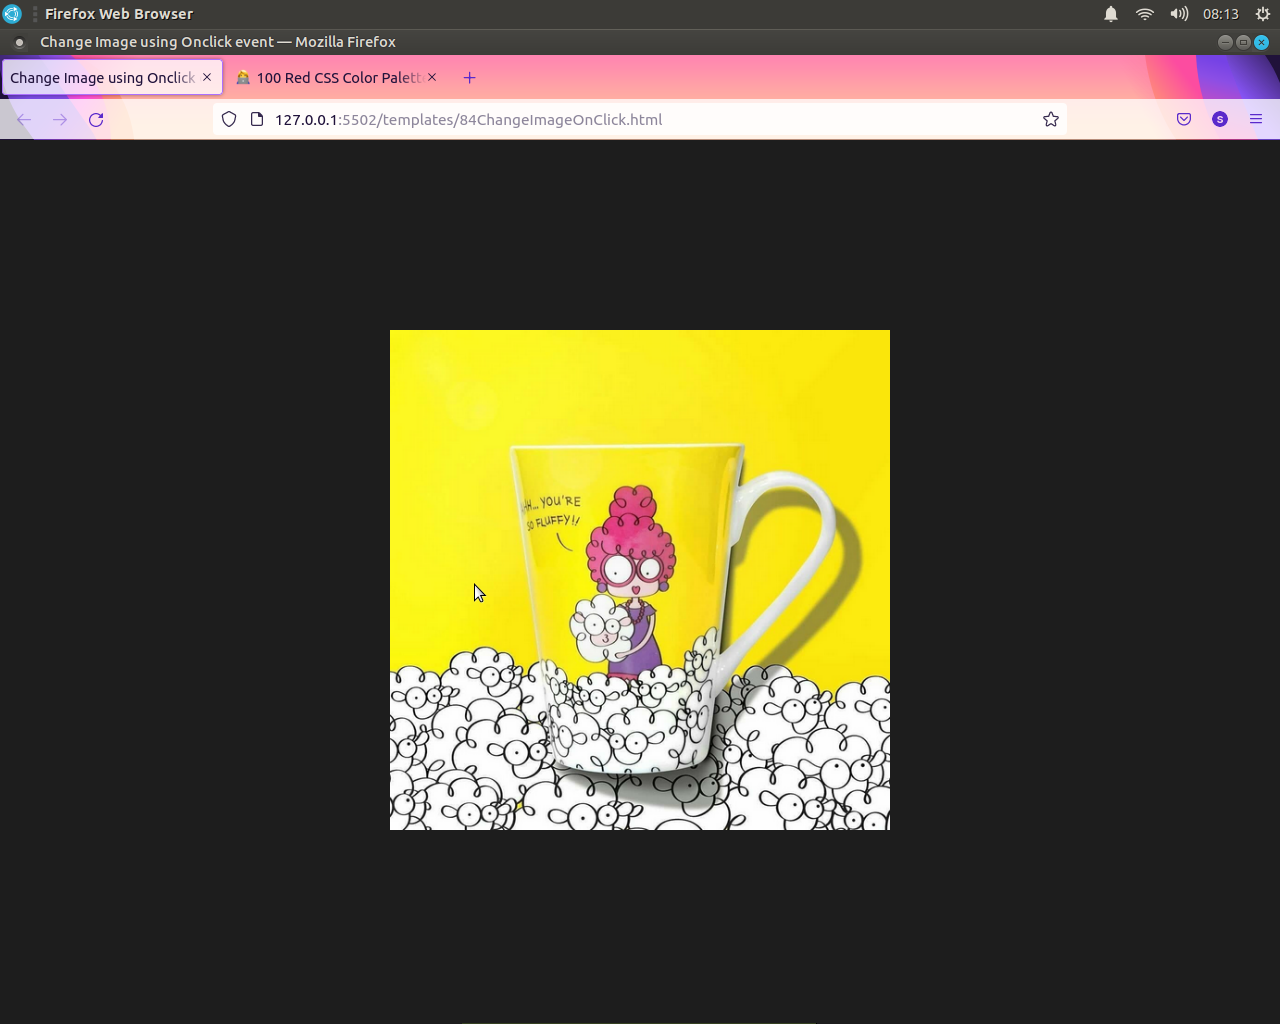 Firefox Web Browser
08:13
Change Image using Onclick event — Mozilla Firefox
Change Image using Onclick
100 Red CSS Color Palett
127.0.0.1:5502/templates/84ChangeImageOnClick.html
S
YOU'RE
SO FLUFFY!!